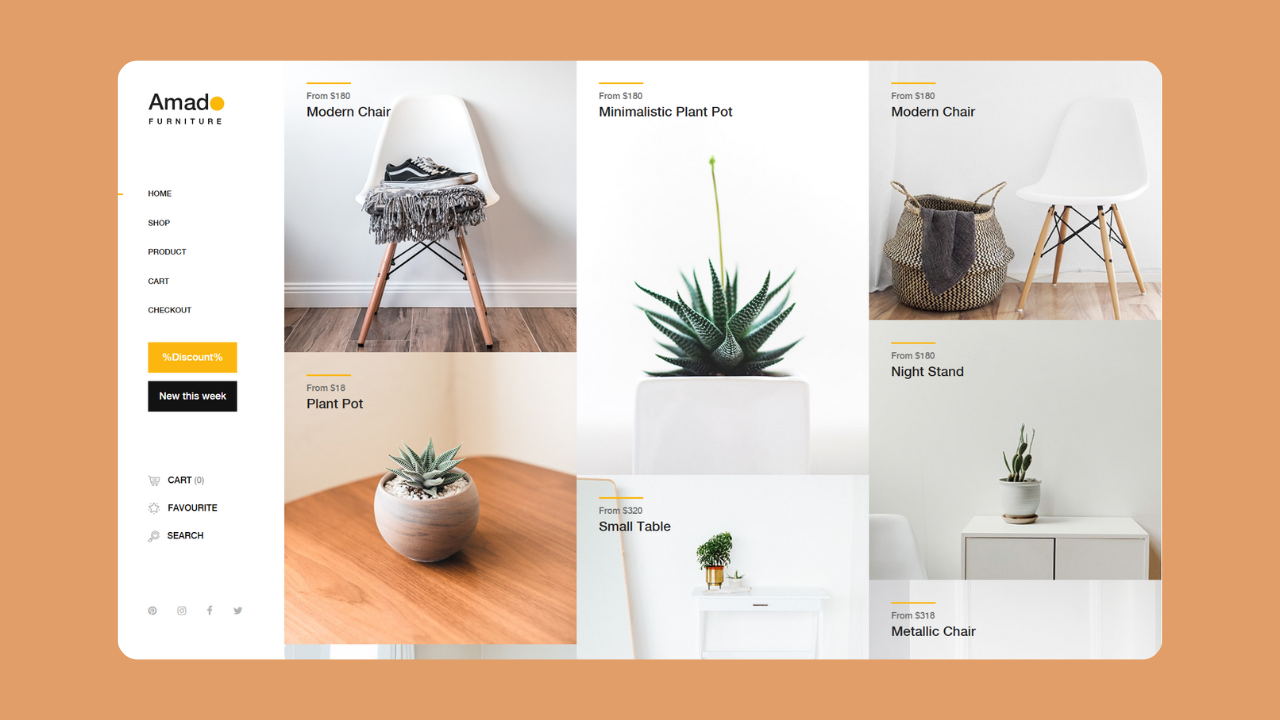 Amado
FURNITURE
HOME
SHOP
PRODUCT
CART
CHECKOUT
%Discount%
New this week
CART (0)
FAVOURITE
SEARCH
From $180
Modern Chair
From $18
Plant Pot
From $180
Minimalistic Plant Pot
From $320
Small Table
From $180
Modern Chair
From $180
Night Stand
From $318
Metallic Chair